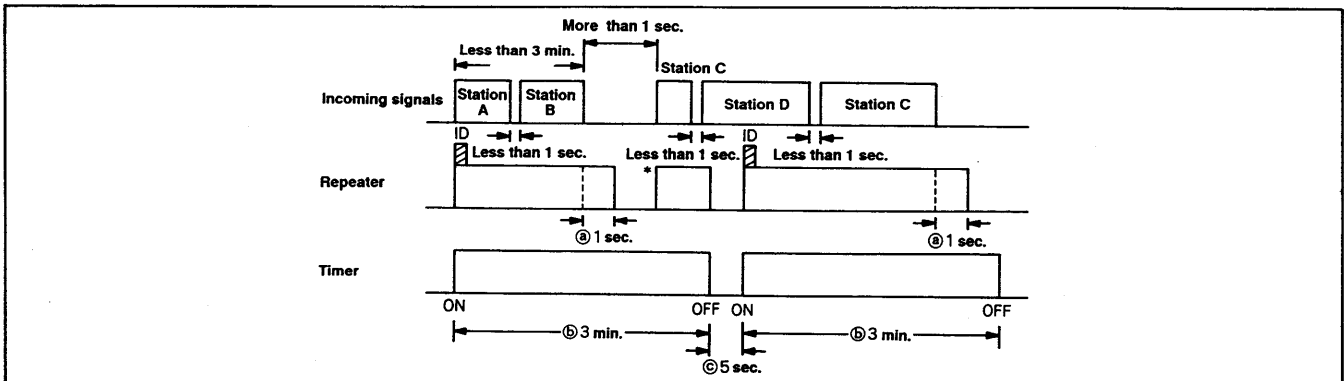 More than 1 sec.
Less than 3 min.
Station C
Incoming signals
Station A
Station B
Station D
Station C
ID
Less than 1 sec.
Less than 1 sec.
ID
Less than 1 sec.
Repeater
*
ⓐ 1 sec.
ⓐ 1 sec.
Timer
ON
OFF
ON
OFF
ⓑ 3 min.
ⓑ 3 min.
ⓒ 5 sec.